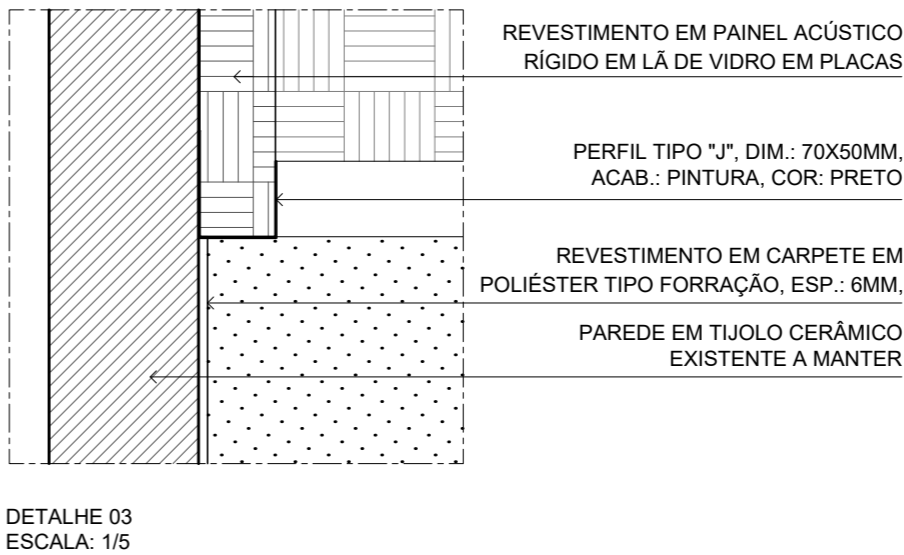 REVESTIMENTO EM PAINEL ACÚSTICO
RÍGIDO EM LÃ DE VIDRO EM PLACAS
PERFIL TIPO "J", DIM.: 70X50MM,
ACAB.: PINTURA, COR: PRETO
REVESTIMENTO EM CARPETE EM
POLIÉSTER TIPO FORRAÇÃO, ESP.: 6MM,
PAREDE EM TIJOLO CERÂMICO
EXISTENTE A MANTER
DETALHE 03
ESCALA: 1/5